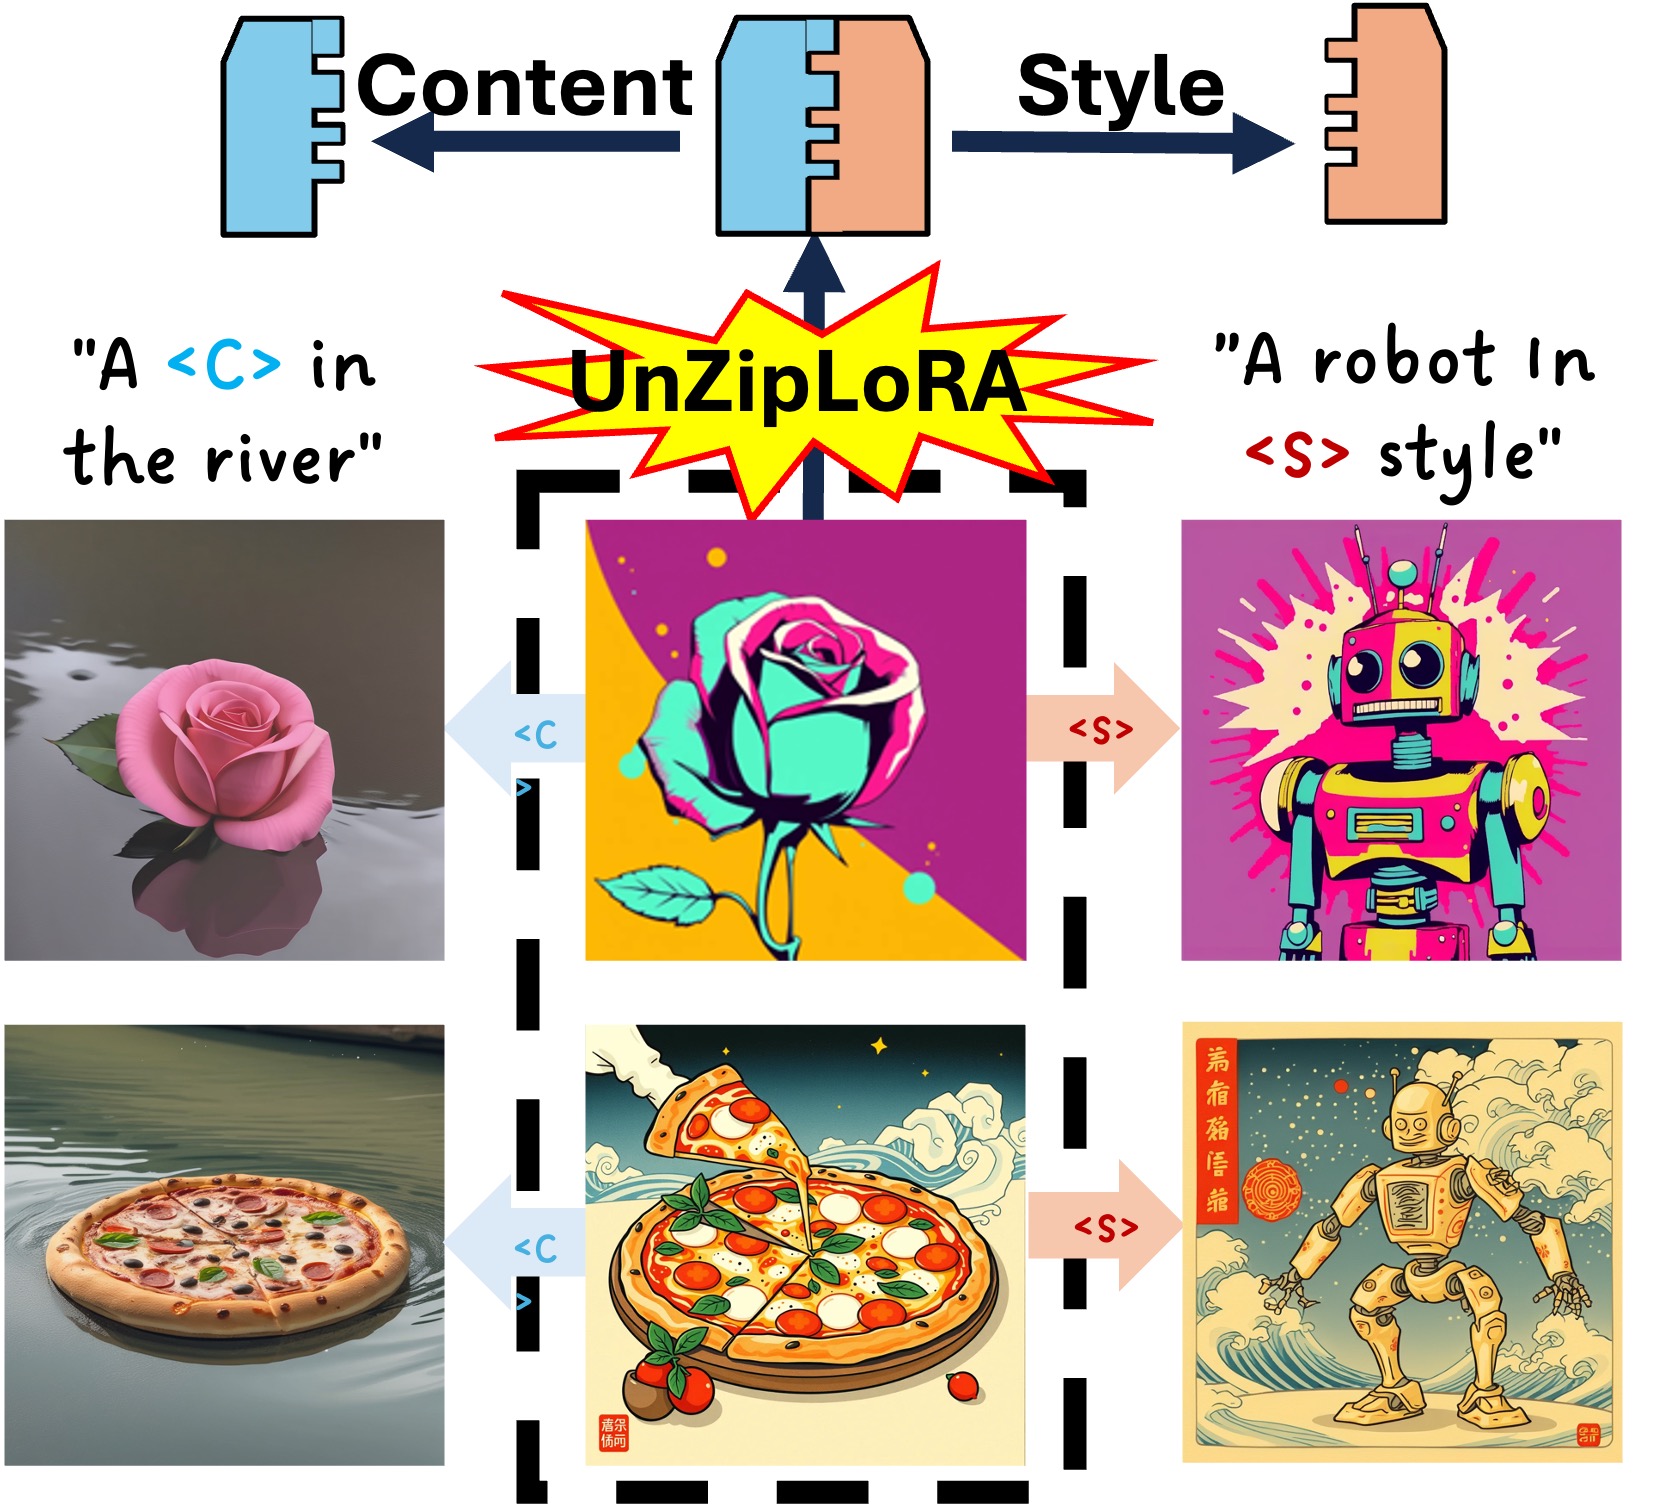 Content
Style
UnZipLoRA
"A <C> in
the river"
"A robot In
<S> style"
<C
>
<S>
<C
>
<S>